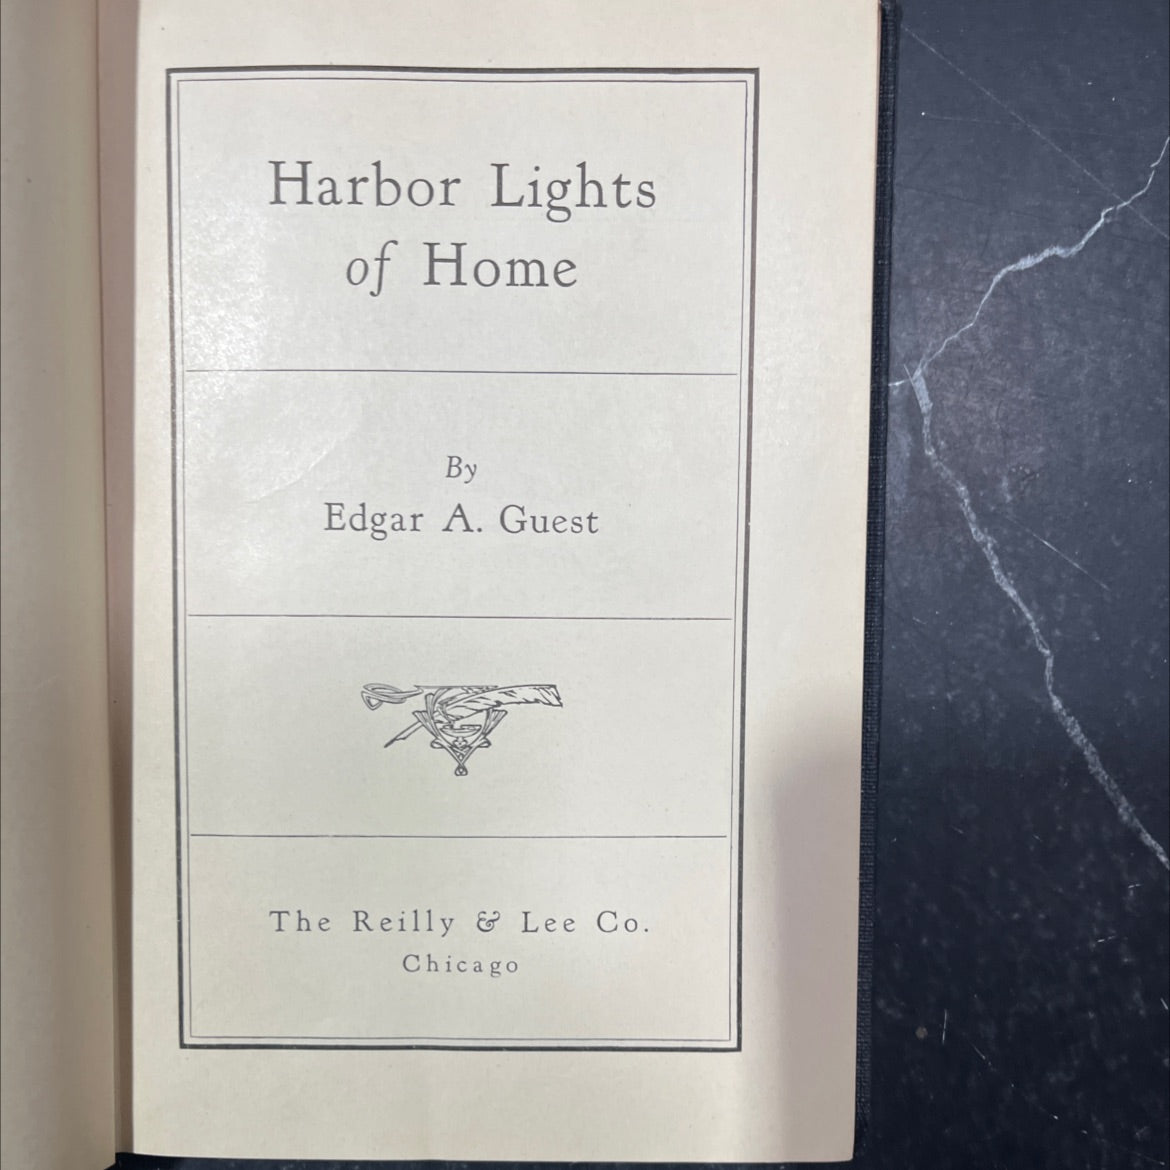 Harbor Lights
of Home
By
Edgar A. Guest
The Reilly & Lee Co.
Chicago